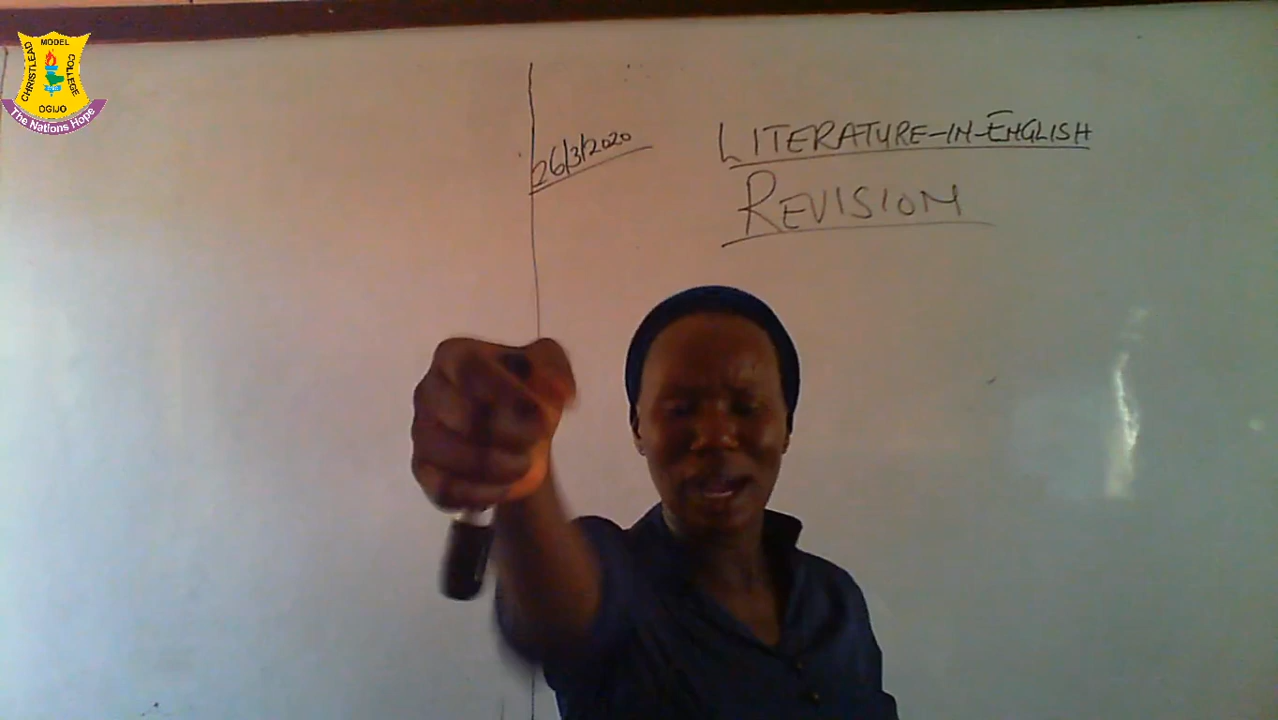 MODEL
CHRISTLEAD
COLLEGE
OGIJO
The Nations Hope
26/3/2020
LITERATURE-IN-ENGLISH
REVISION